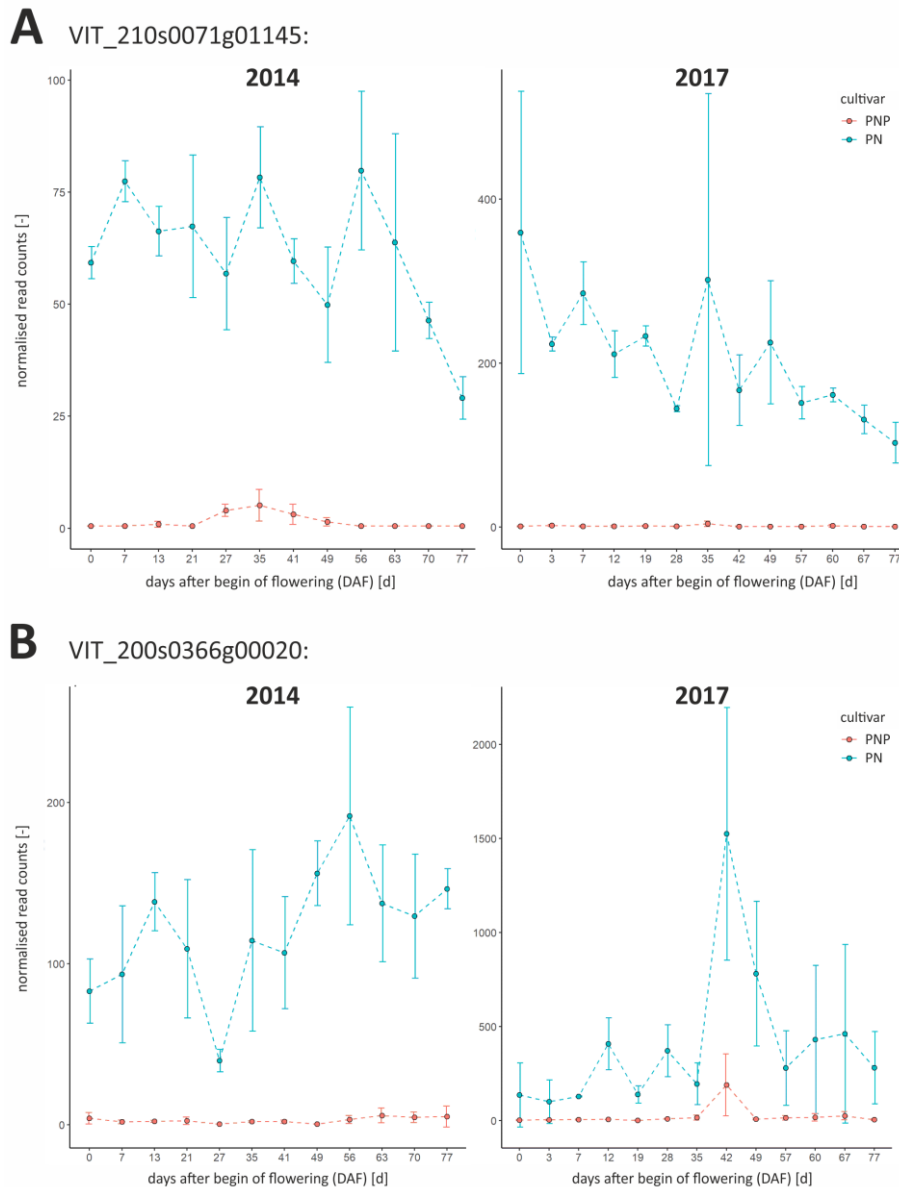 A VIT_210s0071g01145:
2014 2017
100
75
50
25
0
normalised read counts [-]
0 7 13 21 27 35 41 49 56 63 70 77
days after begin of flowering (DAF) [d]
400
200
0
cultivar
PNP
PN
0 3 7 12 19 28 35 42 49 57 60 67 77
days after begin of flowering (DAF) [d]
B VIT_200s0366g00020:
2014 2017
200
100
0
normalised read counts [-]
0 7 13 21 27 35 41 49 56 63 70 77
days after begin of flowering (DAF) [d]
2000
1500
1000
500
0
cultivar
PNP
PN
0 3 7 12 19 28 35 42 49 57 60 67 77
days after begin of flowering (DAF) [d]